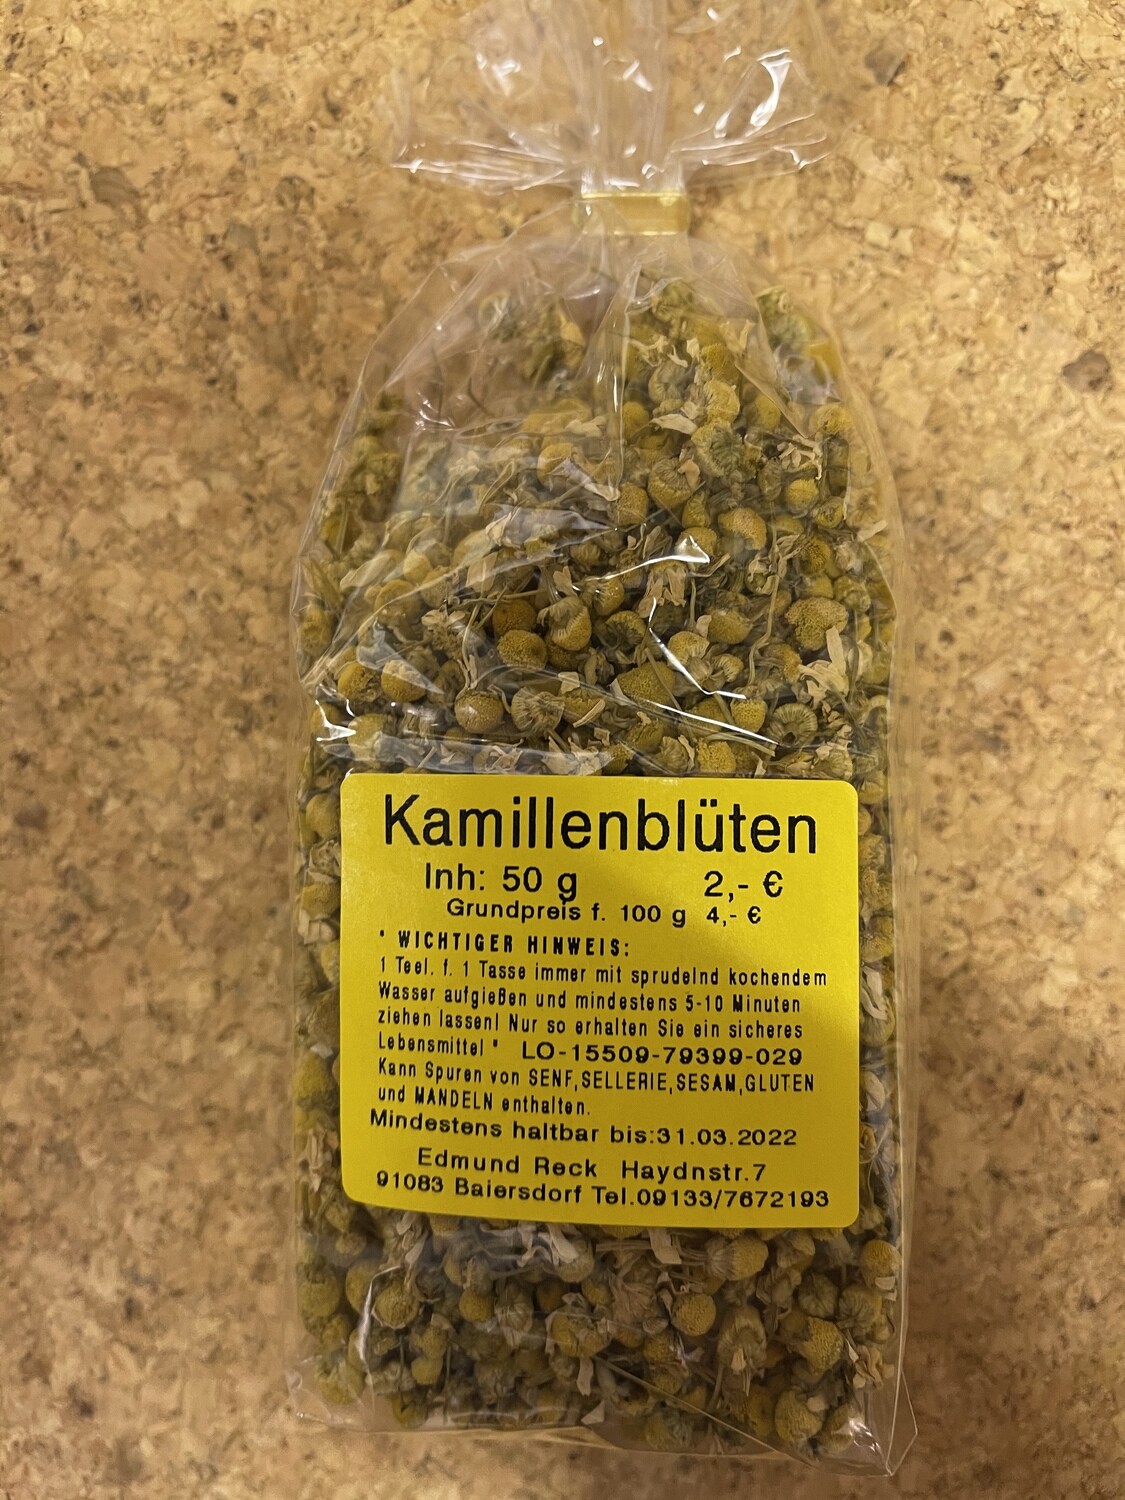 Kamillenblüten
Inh: 50 g 2,- €
Grundpreis f. 100 g 4,- €
" WICHTIGER HINWEIS:
1 Teel. f. 1 Tasse immer mit sprudelnd kochendem
Wasser aufgießen und mindestens 5-10 Minuten
ziehen lassen! Nur so erhalten Sie ein sicheres
Lebensmittel " LO-15509-79399-029
Kann Spuren von SENF,SELLERIE,SESAM,GLUTEN
und MANDELN enthalten.
Mindestens haltbar bis:31.03.2022
Edmund Reck Haydnstr.7
91083 Baiersdorf Tel.09133/7672193